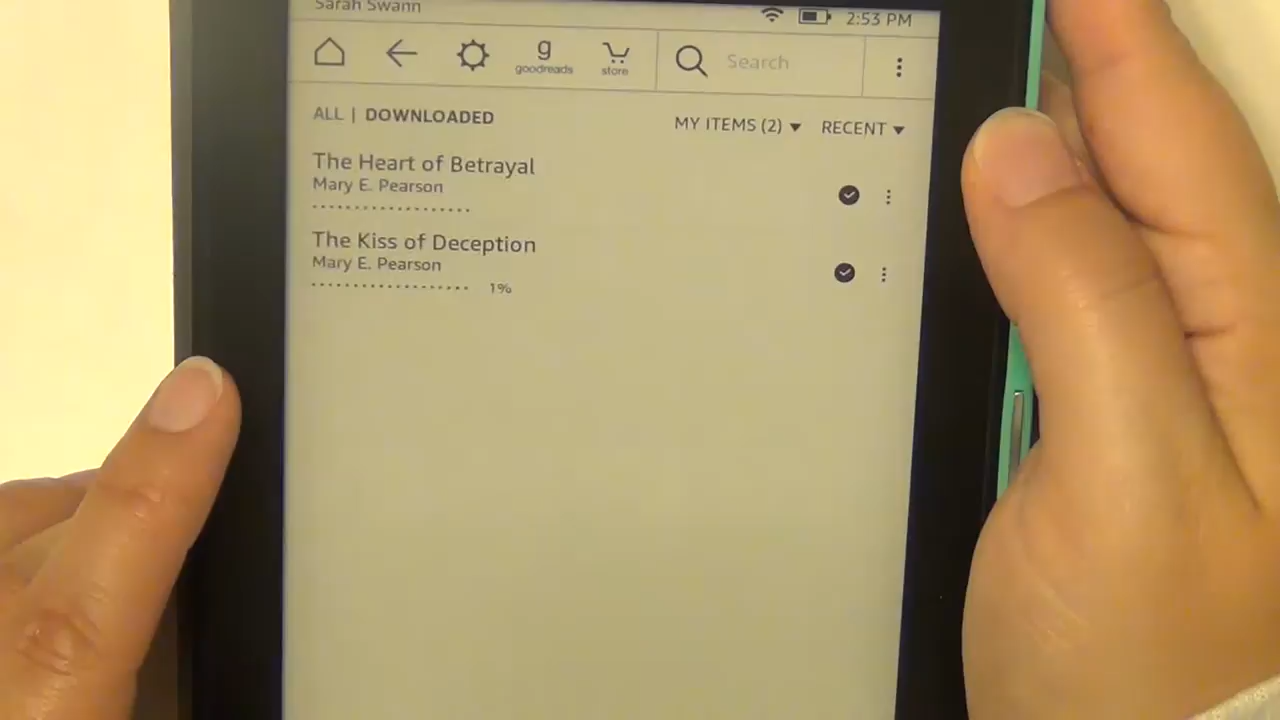 Sarah Swann 2:53 PM
g goodreads store Search
ALL | DOWNLOADED MY ITEMS (2) RECENT
The Heart of Betrayal
Mary E. Pearson
The Kiss of Deception
Mary E. Pearson
1%